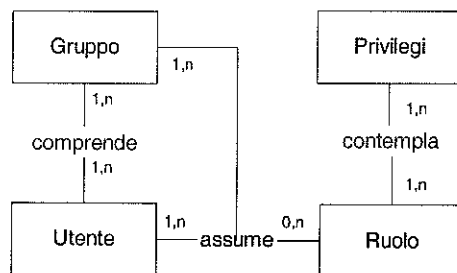 Gruppo
Privilegi
1,n
1,n
1,n
comprende
contempla
1,n
1,n
1,n
0,n
Utente
assume
Ruolo